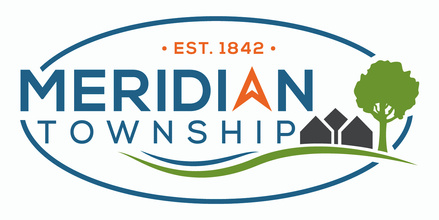 • EST. 1842 •
MERIDIAN
TOWNSHIP